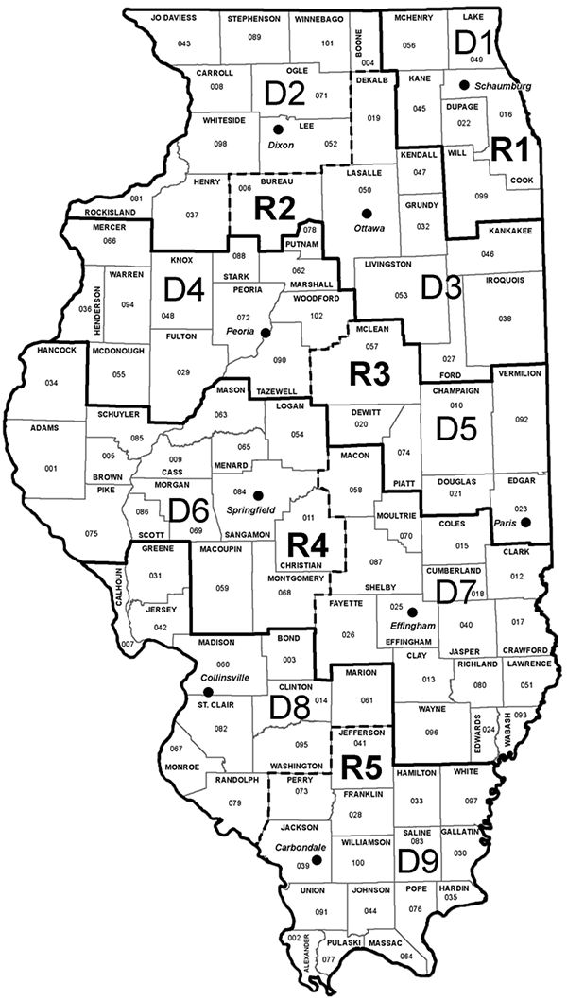 JO DAVIESS
043
STEPHENSON
089
WINNEBAGO
101
BOONE
004
MCHENRY
056
LAKE
D1
049
CARROLL
008
OGLE
D2
071
DEKALB
019
KANE
045
Schaumburg
DUPAGE
022
016
WHITESIDE
098
LEE
Dixon
052
R1
KENDALL
047
WILL
COOK
099
HENRY
037
BUREAU
006
R2
LASALLE
050
Ottawa
GRUNDY
032
081
ROCKISLAND
MERCER
066
078
PUTNAM
KANKAKEE
046
KNOX
D4
048
088
STARK
062
MARSHALL
LIVINGSTON
053
D3
IROQUOIS
038
HENDERSON
036
WARREN
094
PEORIA
072
Peoria
WOODFORD
102
MCLEAN
057
R3
HANCOCK
034
MCDONOUGH
055
FULTON
029
090
TAZEWELL
027
FORD
VERMILION
092
MASON
063
LOGAN
054
CHAMPAIGN
010
D5
ADAMS
001
SCHUYLER
085
005
BROWN
009
CASS
065
MENARD
DEWITT
020
074
PIATT
MACON
058
DOUGLAS
021
EDGAR
023
Paris
PIKE
075
MORGAN
D6
086
SCOTT
069
084
Springfield
SANGAMON
011
R4
CHRISTIAN
MOULTRIE
070
COLES
015
CLARK
012
CALHOUN
007
GREENE
031
JERSEY
042
MACOUPIN
059
MONTGOMERY
068
087
SHELBY
CUMBERLAND
D7
018
FAYETTE
026
025
Effingham
EFFINGHAM
040
JASPER
017
CRAWFORD
MADISON
060
Collinsville
BOND
003
CLAY
013
RICHLAND
080
LAWRENCE
051
ST. CLAIR
082
CLINTON
D8
014
MARION
061
WAYNE
096
EDWARDS
024
WABASH
093
067
MONROE
095
WASHINGTON
JEFFERSON
041
R5
RANDOLPH
079
PERRY
073
FRANKLIN
028
HAMILTON
033
WHITE
097
JACKSON
Carbondale
039
WILLIAMSON
100
SALINE
083
D9
GALLATIN
030
UNION
091
JOHNSON
044
POPE
076
HARDIN
035
002
ALEXANDER
PULASKI
077
MASSAC
064